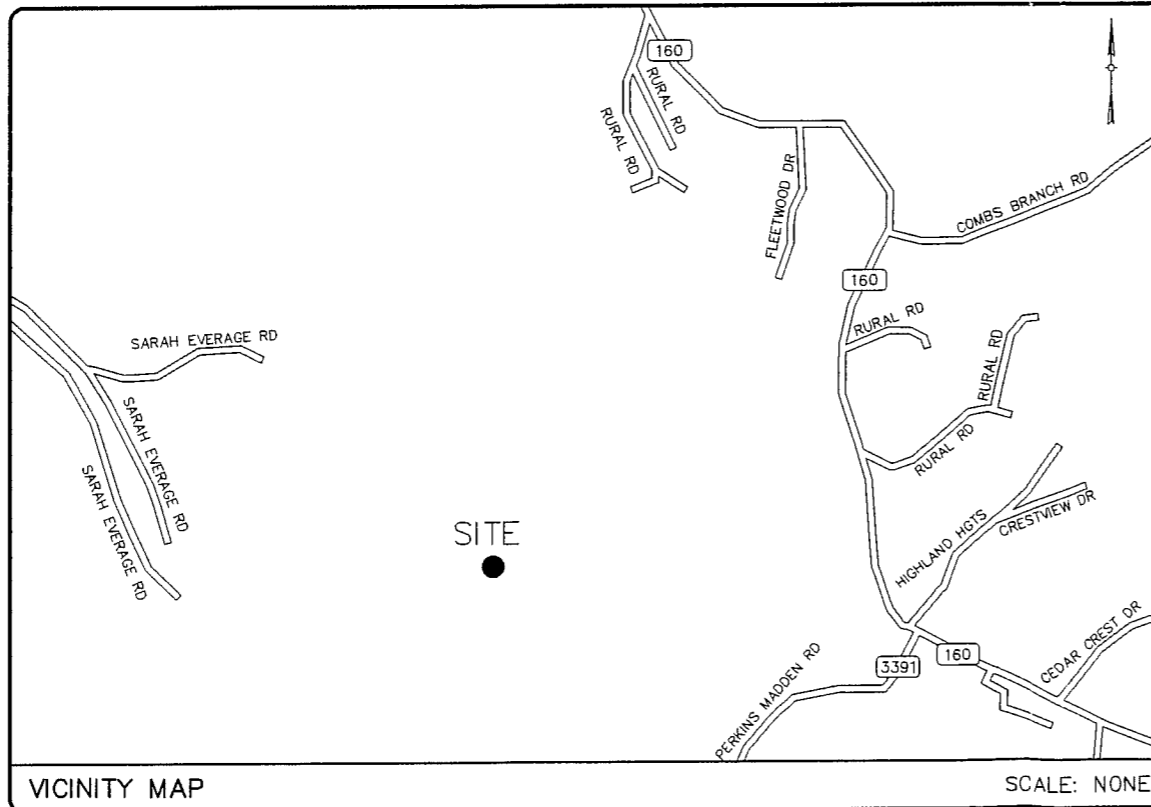 160
RURAL RD
RURAL RD
FLEETWOOD DR
COMBS BRANCH RD
160
RURAL RD
SARAH EVERAGE RD
RURAL RD
SARAH EVERAGE RD
RURAL RD
SARAH EVERAGE RD
SITE
HIGHLAND HGTS
CRESTVIEW DR
CEDAR CREST DR
160
3391
PERKINS MADDEN RD
VICINITY MAP
SCALE: NONE